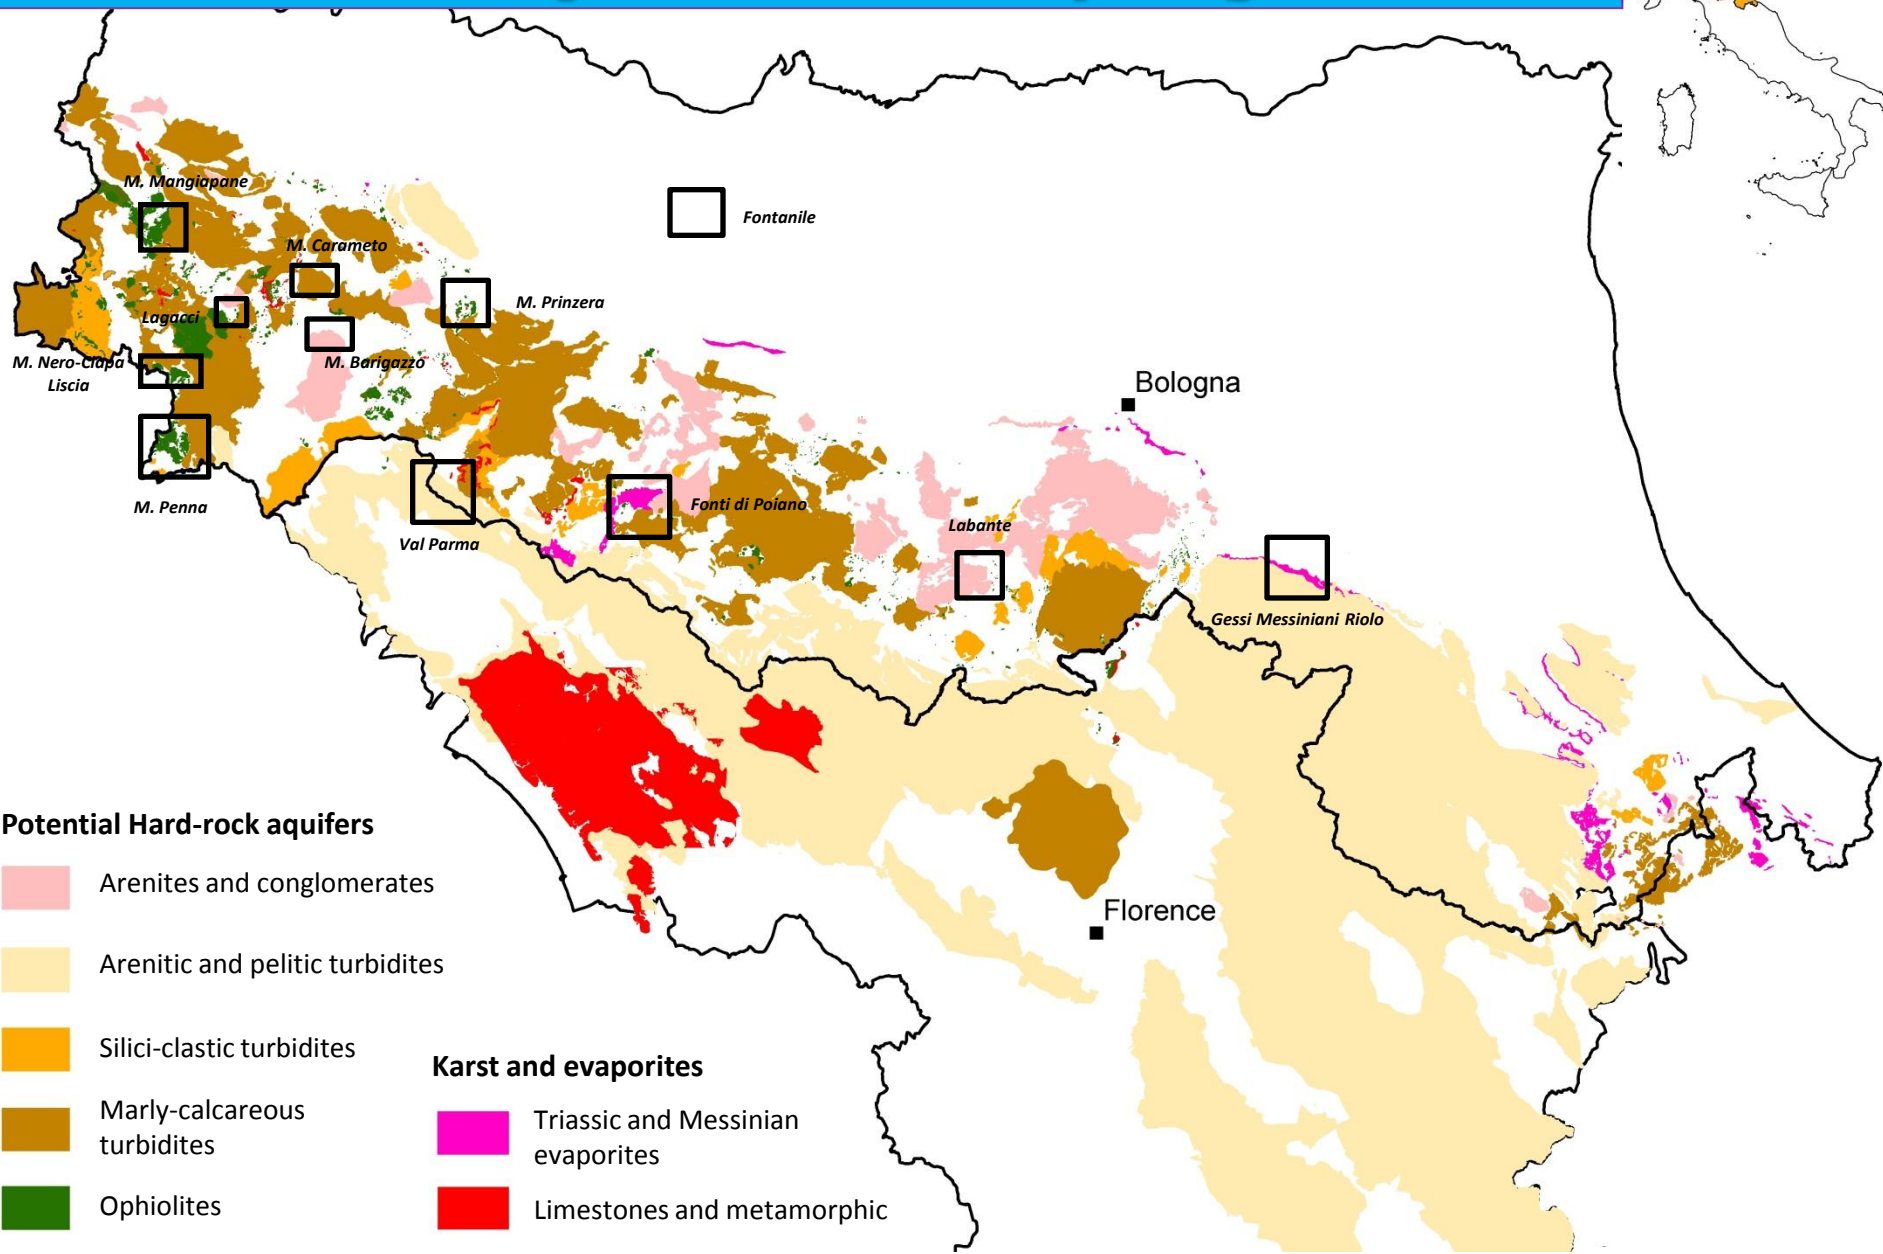 M. Mangiapane
Fontanile
M. Carameto
M. Prinzera
Lagacci
M. Nero-Ciapa
Liscia
M. Barigazzo
Bologna
M. Penna
Val Parma
Fonti di Poiano
Labante
Gessi Messiniani Riolo
Florence
Potential Hard-rock aquifers
Arenites and conglomerates
Arenitic and pelitic turbidites
Silici-clastic turbidites
Marly-calcareous
turbidites
Ophiolites
Karst and evaporites
Triassic and Messinian
evaporites
Limestones and metamorphic